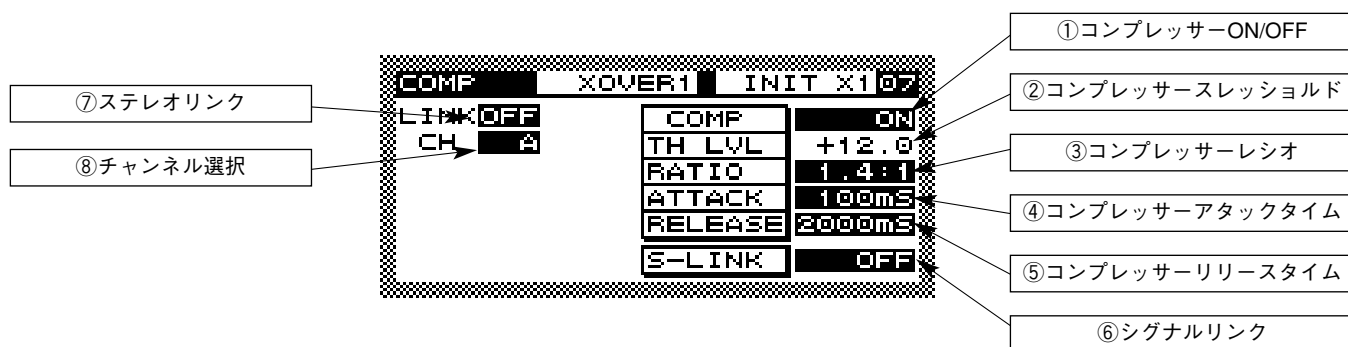 ①コンプレッサーON/OFF
②コンプレッサースレッショルド
③コンプレッサーレシオ
④コンプレッサーアタックタイム
⑤コンプレッサーリリースタイム
⑥シグナルリンク
⑦ステレオリンク
⑧チャンネル選択
COMP XOVER1 INIT X1 07
LINK OFF
CH A
COMP ON
TH LVL +12.0
RATIO 1.4:1
ATTACK 100mS
RELEASE 2000mS
S-LINK OFF